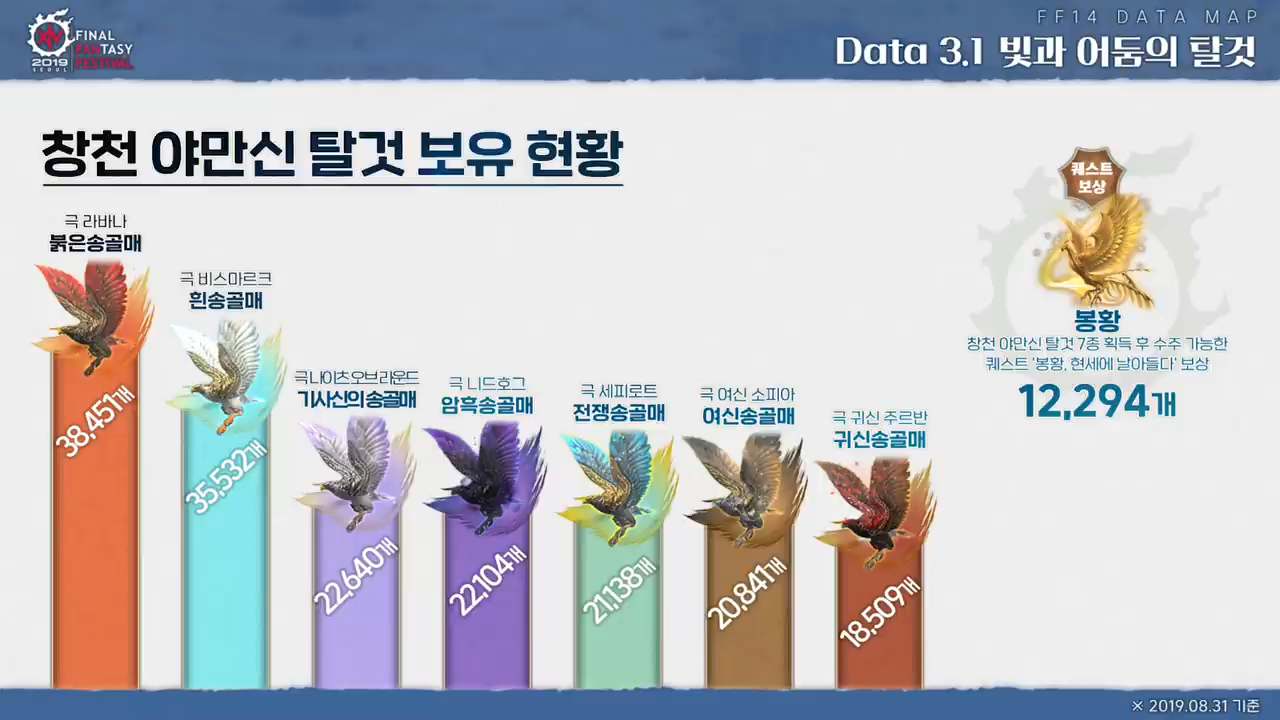 XIV
FINAL
FANTASY
FESTIVAL
2019
SEOUL
FF14 DATA MAP
Data 3.1 빛과 어둠의 탈것
창천 야만신 탈것 보유 현황
극 라바나
붉은송골매
38,451개
극 비스마르크
흰송골매
35,532개
극 나이츠 오브 라운드
기사신의 송골매
22,640개
극 니드호그
암흑송골매
22,104개
극 세피로트
전쟁송골매
21,138개
극 여신 소피아
여신송골매
20,841개
극 귀신 주르반
귀신송골매
18,509개
퀘스트
보상
봉황
창천 야만신 탈것 7종 획득 후 수주 가능한
퀘스트 '봉황, 현세에 날아들다' 보상
12,294개
※ 2019.08.31 기준